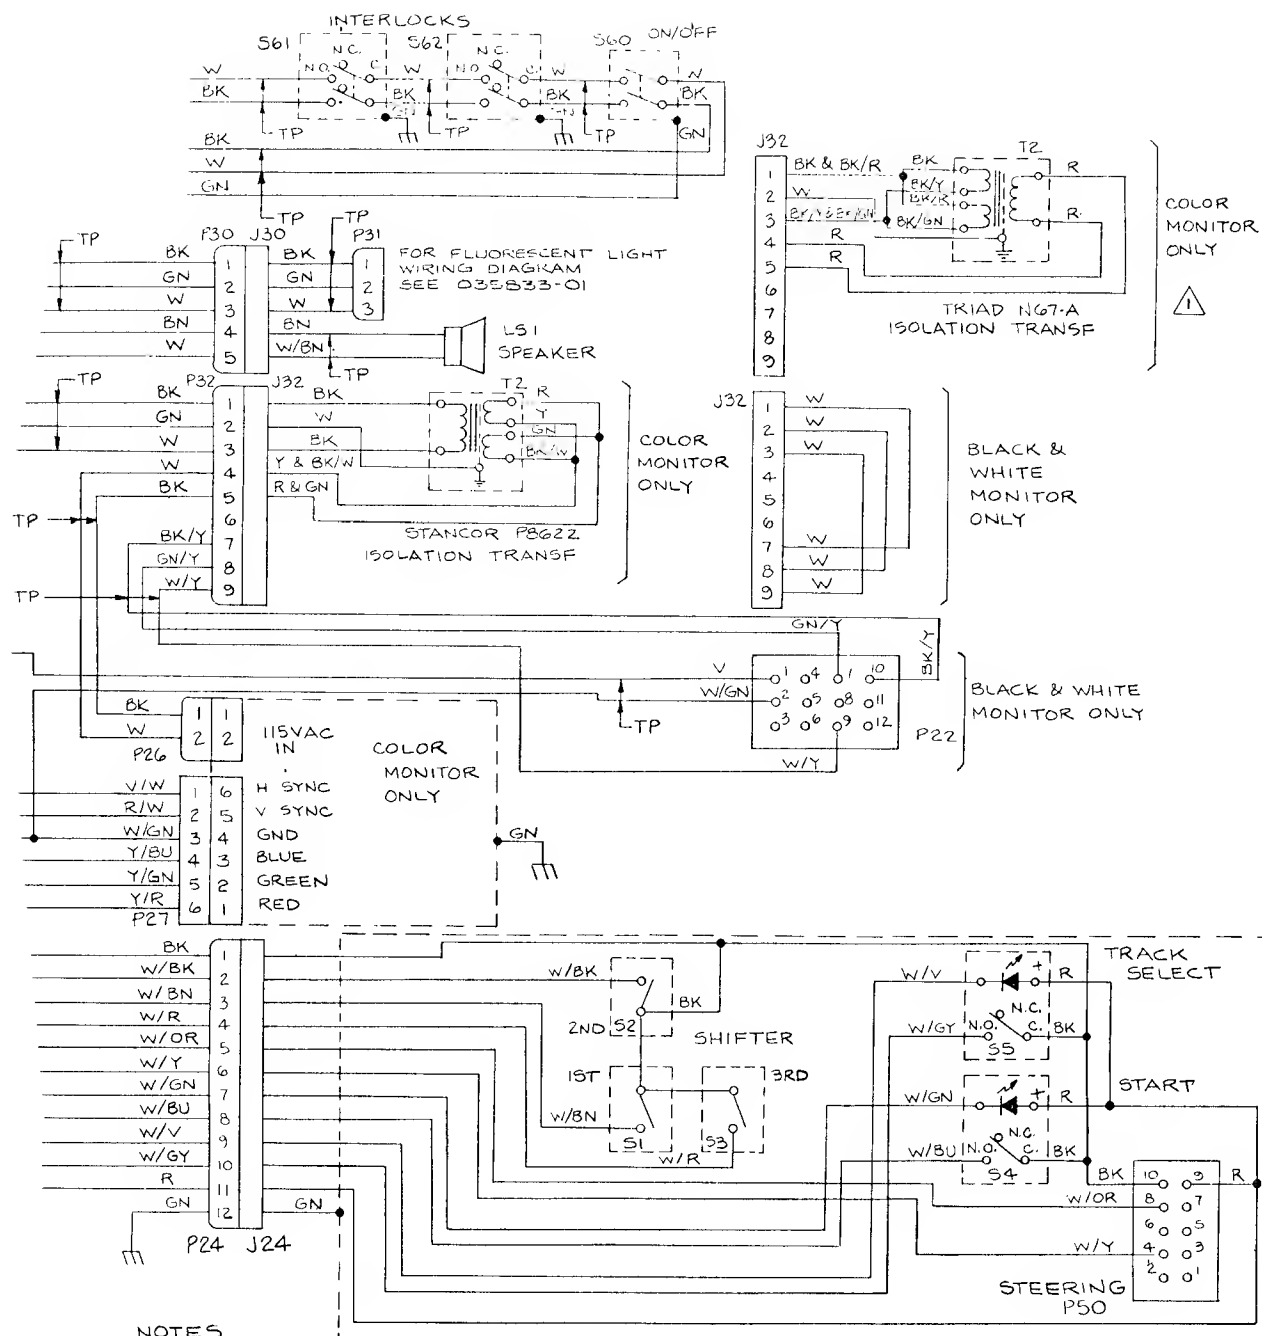 INTERLOCKS
S61 S62 S60 ON/OFF
N.C. N.C.
W N.O. C. W N.O. C. W W
BK BK BK BK
GN GN GN
TP TP TP
BK
W
GN
TP
TP TP
P30 J30 P31
BK 1 BK 1
GN 2 GN 2
W 3 W 3
BN 4 BN
W 5 W/BN
FOR FLUORESCENT LIGHT
WIRING DIAGRAM
SEE 035833-01
LS1
SPEAKER
TP
TP
P32 J32 T2
BK 1 BK R
GN 2 W Y
W 3 BK GN
W 4 Y & BK/W BK/W
BK 5 R & GN
6
BK/Y 7
GN/Y 8
W/Y 9
TP
TP
STANCOR P8622
ISOLATION TRANSF
COLOR
MONITOR
ONLY
J32 T2
1 BK & BK/R BK R
2 W BK/Y
BK/R
3 BK/Y & BK/GN BK/GN R
4 R
5 R
6
7
8
9
TRIAD N67-A
ISOLATION TRANSF
COLOR
MONITOR
ONLY
1
J32
1 W
2 W
3 W
4
5
6
7 W
8 W
9 W
BLACK &
WHITE
MONITOR
ONLY
GN/Y
BK/Y
V 1 4 7 10
W/GN 2 5 8 11
3 6 9 12
TP
P22
W/Y
BLACK & WHITE
MONITOR ONLY
BK 1 1
W 2 2
P26
115VAC
IN
COLOR
MONITOR
ONLY
V/W 1 6 H SYNC
R/W 2 5 V SYNC
W/GN 3 4 GND
Y/BU 4 3 BLUE
Y/GN 5 2 GREEN
Y/R 6 1 RED
P27
GN
BK 1
W/BK 2
W/BN 3
W/R 4
W/OR 5
W/Y 6
W/GN 7
W/BU 8
W/V 9
W/GY 10
R 11
GN 12 GN
P24 J24
W/BK
2ND S2 BK
SHIFTER
1ST 3RD
W/BN S1 S3
W/R
TRACK
SELECT
W/V + R
N.C.
W/GY N.O. C. BK
S5
START
W/GN + R
N.C.
W/BU N.O. C. BK
S4
BK 10 9 R
W/OR 8 7
6 5
W/Y 4 3
2 1
STEERING
P50
NOTES